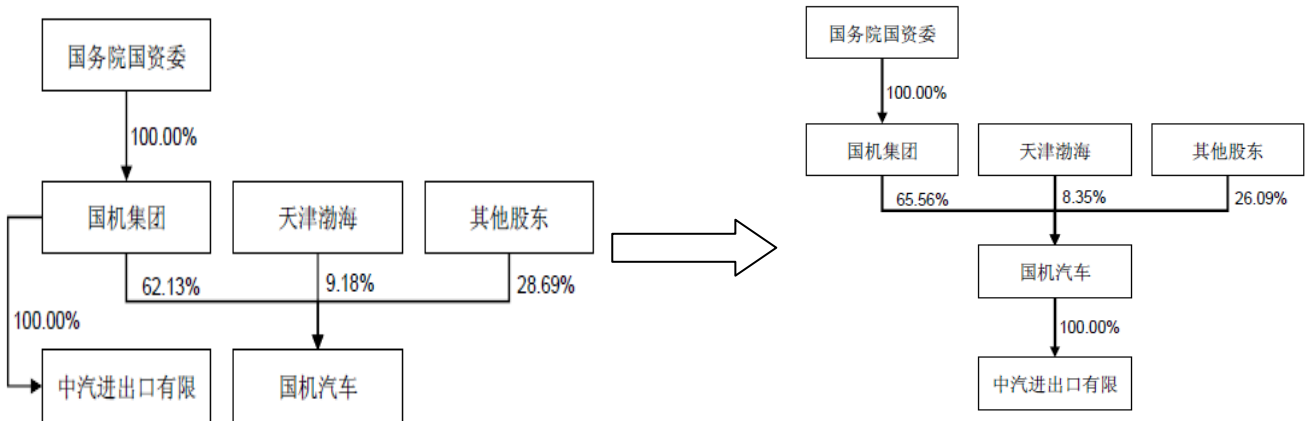 国务院国资委
100.00%
国机集团
天津渤海
其他股东
62.13%
9.18%
28.69%
100.00%
中汽进出口有限
国机汽车
国务院国资委
100.00%
国机集团
天津渤海
其他股东
65.56%
8.35%
26.09%
国机汽车
100.00%
中汽进出口有限